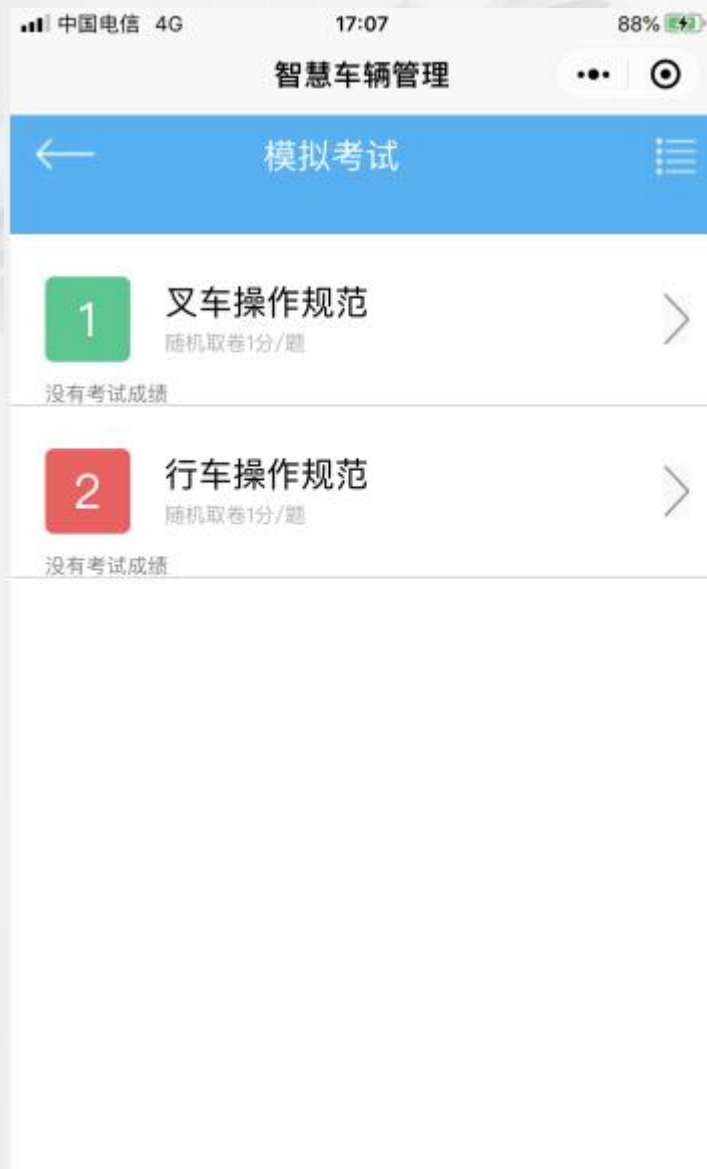 中国电信 4G 17:07 88%
智慧车辆管理
模拟考试
1 叉车操作规范
随机取卷1分/题
没有考试成绩
2 行车操作规范
随机取卷1分/题
没有考试成绩